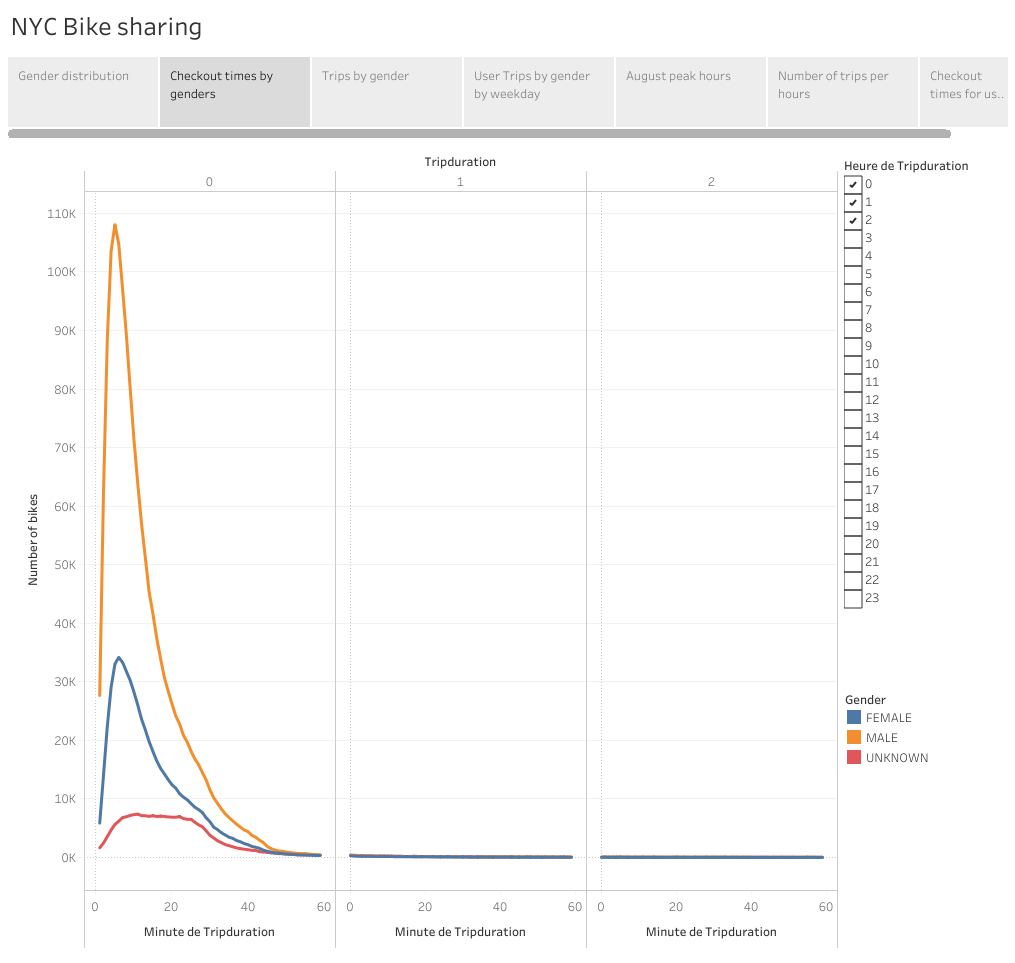 NYC Bike sharing
Gender distribution
Checkout times by
genders
Trips by gender
User Trips by gender
by weekday
August peak hours
Number of trips per
hours
Checkout
times for us..
Tripduration
0 1 2
110K
100K
90K
80K
70K
60K
50K
40K
30K
20K
10K
0K
Number of bikes
0 20 40 60 0 20 40 60 0 20 40 60
Minute de Tripduration Minute de Tripduration Minute de Tripduration
Heure de Tripduration
0
1
2
3
4
5
6
7
8
9
10
11
12
13
14
15
16
17
18
19
20
21
22
23
Gender
FEMALE
MALE
UNKNOWN